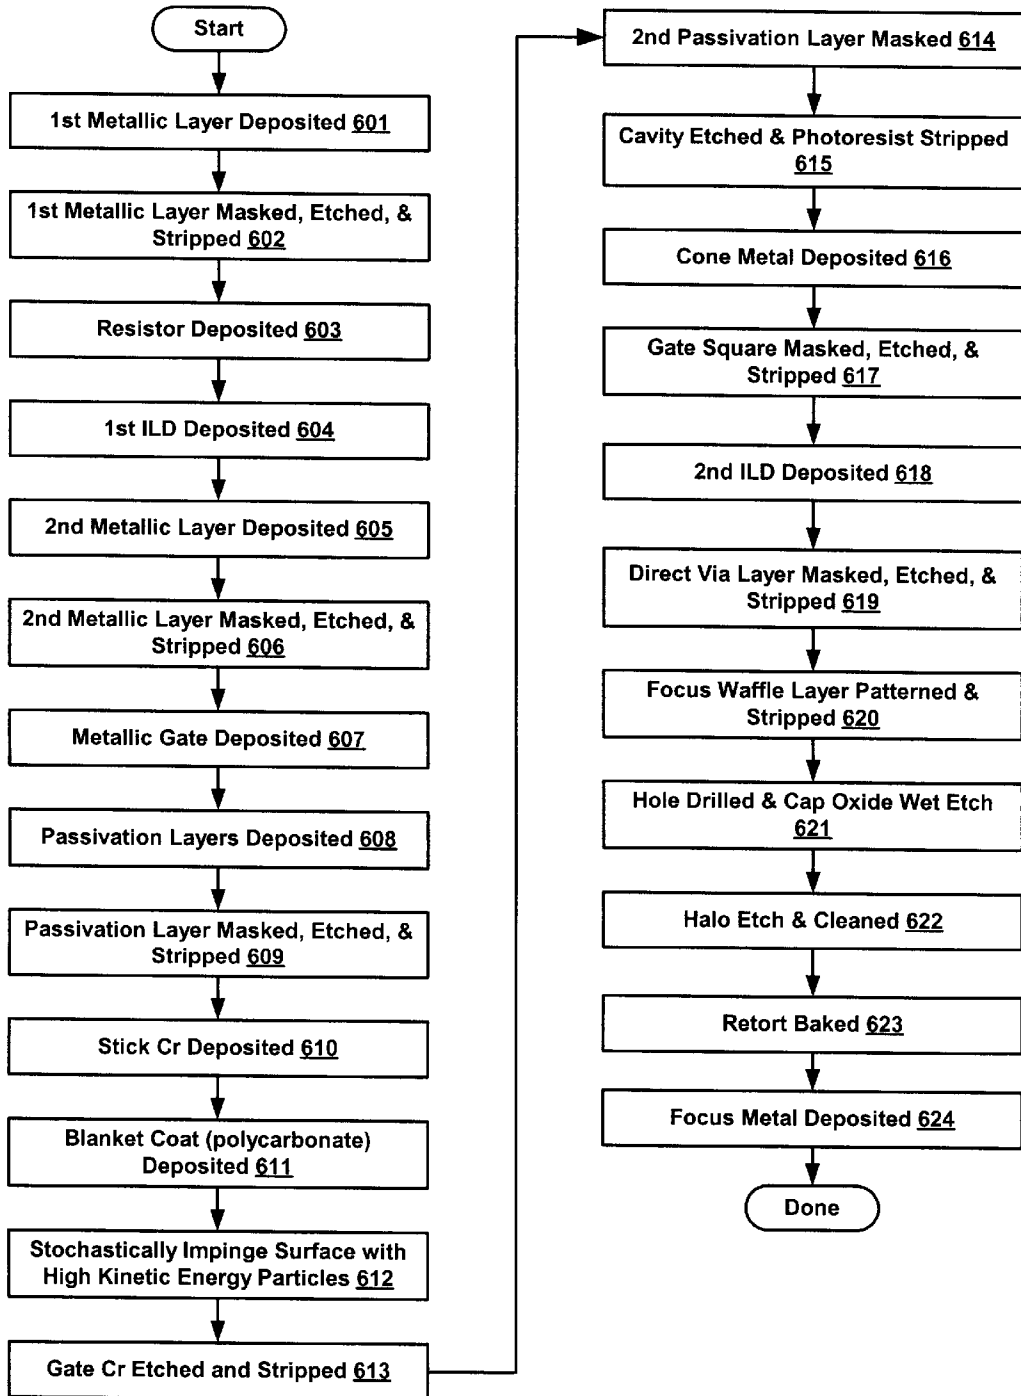 Start
1st Metallic Layer Deposited 601
1st Metallic Layer Masked, Etched, &
Stripped 602
Resistor Deposited 603
1st ILD Deposited 604
2nd Metallic Layer Deposited 605
2nd Metallic Layer Masked, Etched, &
Stripped 606
Metallic Gate Deposited 607
Passivation Layers Deposited 608
Passivation Layer Masked, Etched, &
Stripped 609
Stick Cr Deposited 610
Blanket Coat (polycarbonate)
Deposited 611
Stochastically Impinge Surface with
High Kinetic Energy Particles 612
Gate Cr Etched and Stripped 613
2nd Passivation Layer Masked 614
Cavity Etched & Photoresist Stripped
615
Cone Metal Deposited 616
Gate Square Masked, Etched, &
Stripped 617
2nd ILD Deposited 618
Direct Via Layer Masked, Etched, &
Stripped 619
Focus Waffle Layer Patterned &
Stripped 620
Hole Drilled & Cap Oxide Wet Etch
621
Halo Etch & Cleaned 622
Retort Baked 623
Focus Metal Deposited 624
Done